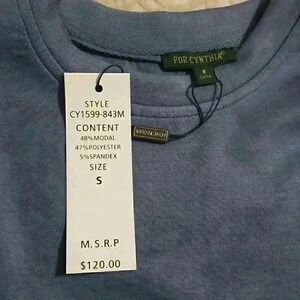 FOR CYNTHIA
S
STYLE
CY1599-843M
CONTENT
48%MODAL
47%POLYESTER
5%SPANDEX
SIZE
S
M.S.R.P
$120.00